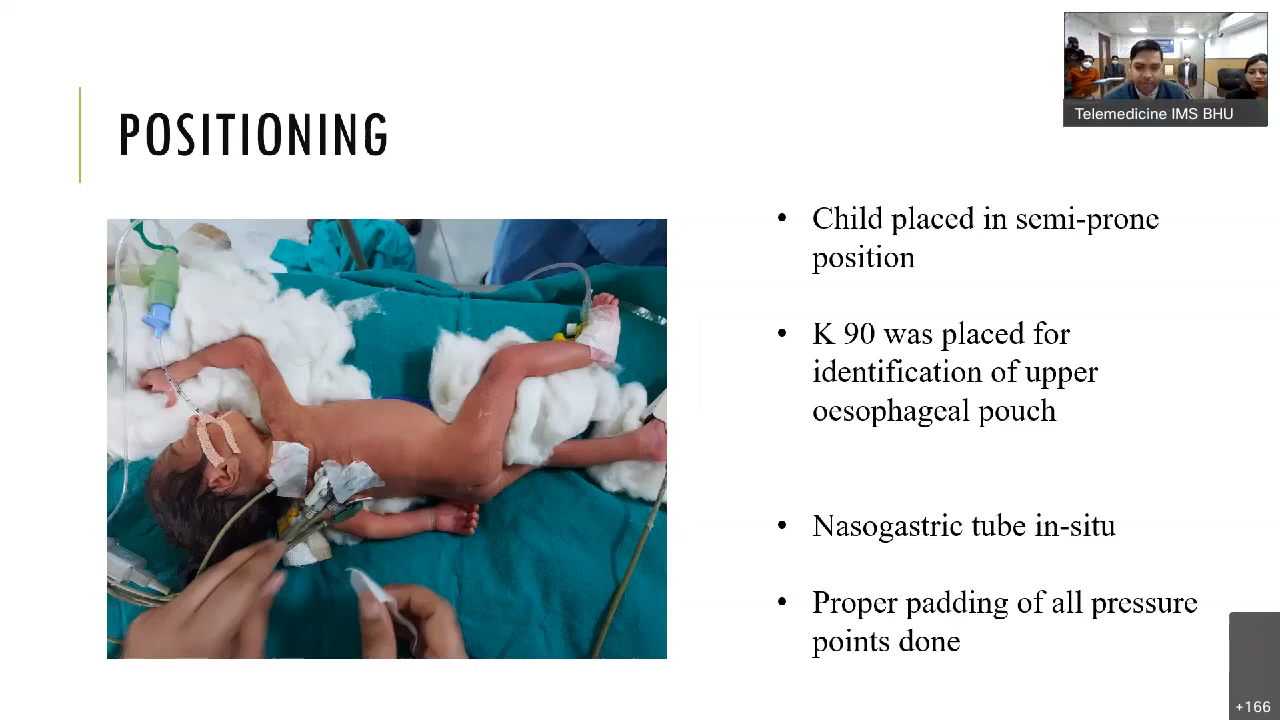 POSITIONING
Telemedicine IMS BHU
• Child placed in semi-prone
position
• K 90 was placed for
identification of upper
oesophageal pouch
• Nasogastric tube in-situ
• Proper padding of all pressure
points done
+166